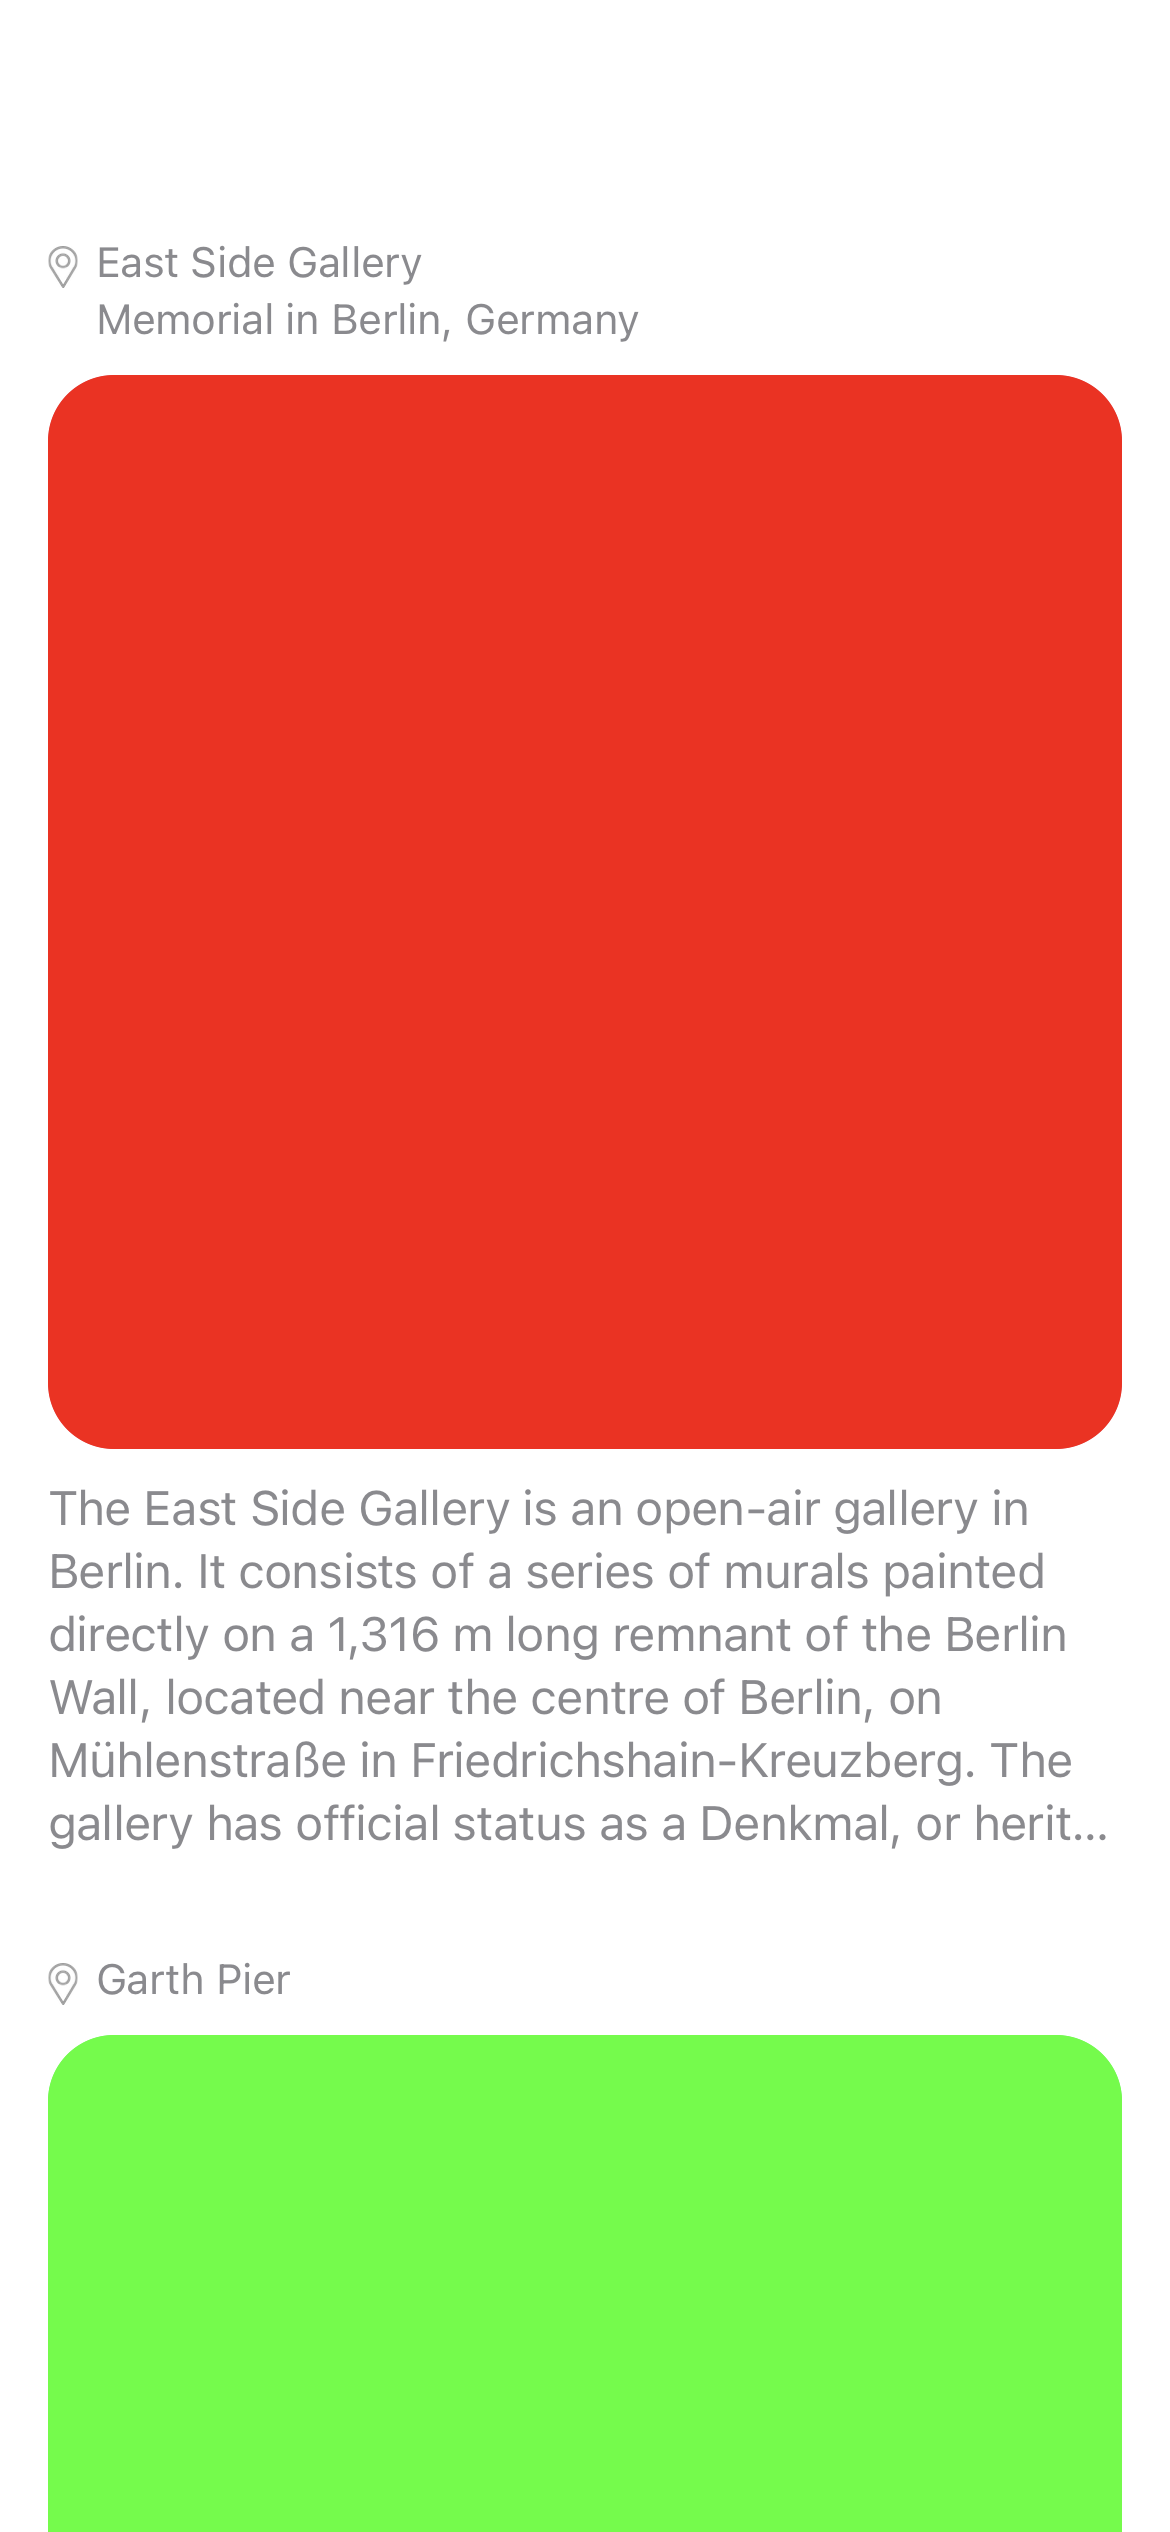 East Side Gallery
Memorial in Berlin, Germany
The East Side Gallery is an open-air gallery in
Berlin. It consists of a series of murals painted
directly on a 1,316 m long remnant of the Berlin
Wall, located near the centre of Berlin, on
Mühlenstraße in Friedrichshain-Kreuzberg. The
gallery has official status as a Denkmal, or herit...
Garth Pier